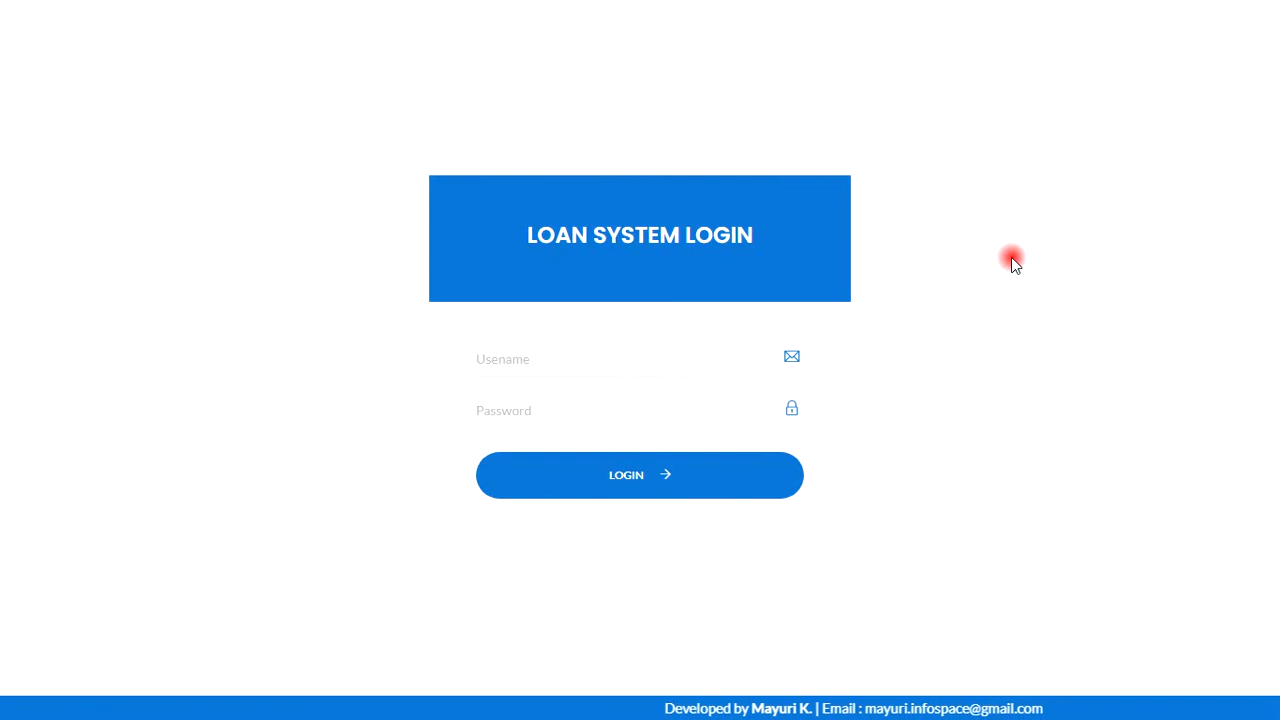 LOAN SYSTEM LOGIN
Usename
Password
LOGIN
Developed by Mayuri K. | Email : mayuri.infospace@gmail.com